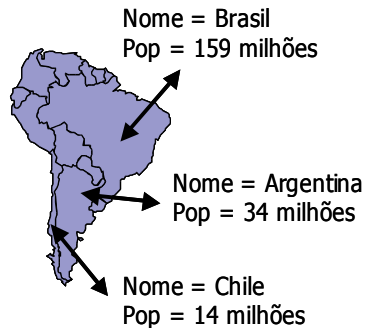 Nome = Brasil
Pop = 159 milhões
Nome = Argentina
Pop = 34 milhões
Nome = Chile
Pop = 14 milhões